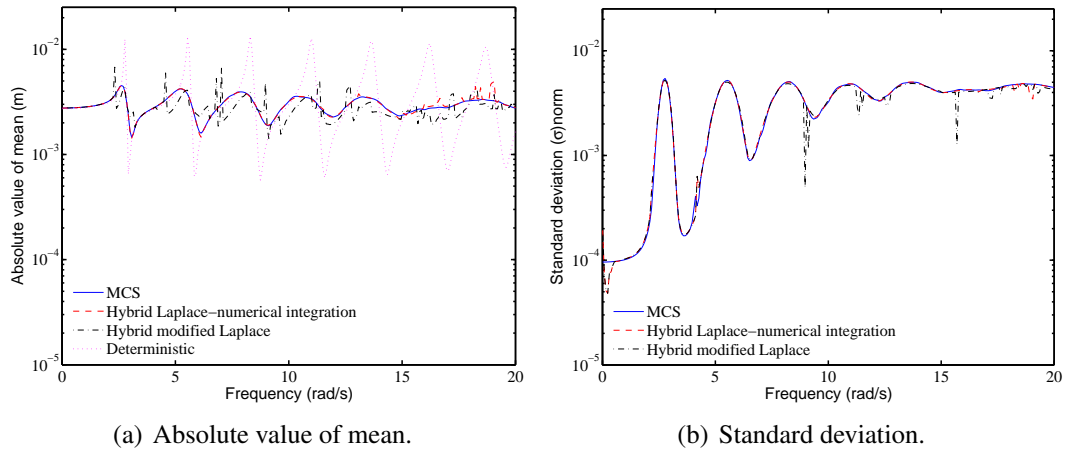 Absolute value of mean (m)
10⁻²
10⁻³
10⁻⁴
10⁻⁵
MCS
Hybrid Laplace−numerical integration
Hybrid modified Laplace
Deterministic
0 5 10 15 20
Frequency (rad/s)
(a) Absolute value of mean.
Standard deviation (σ)norm
10⁻²
10⁻³
10⁻⁴
10⁻⁵
MCS
Hybrid Laplace−numerical integration
Hybrid modified Laplace
0 5 10 15 20
Frequency (rad/s)
(b) Standard deviation.